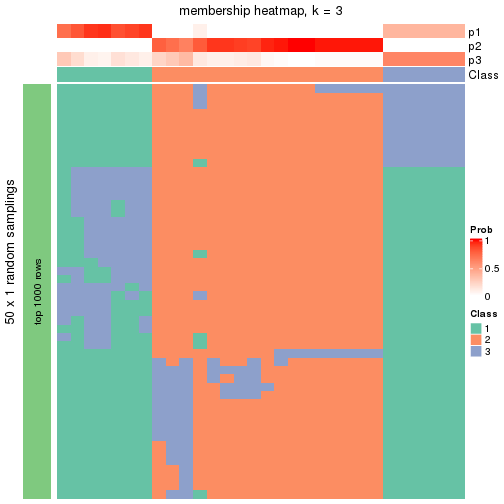 membership heatmap, k = 3
p1
p2
p3
Class
50 x 1 random samplings
top 1000 rows
Prob
1
0.5
0
Class
1
2
3